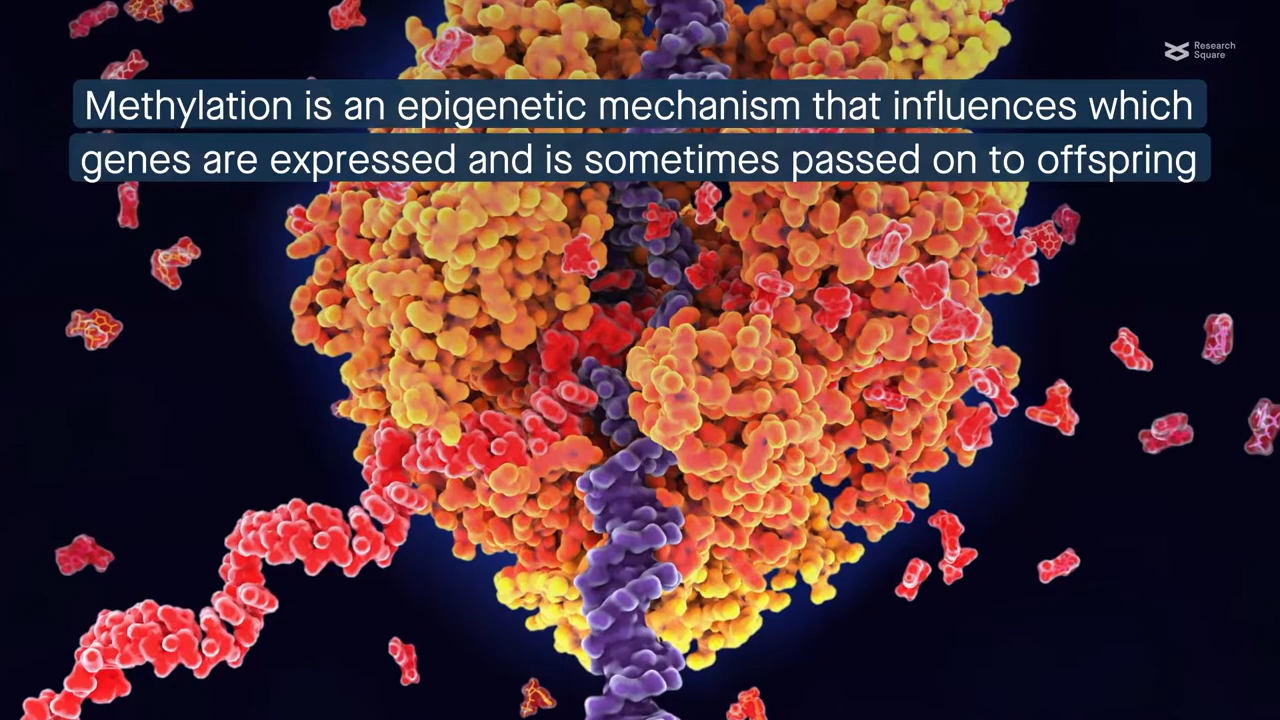 Research
Square
Methylation is an epigenetic mechanism that influences which
genes are expressed and is sometimes passed on to offspring